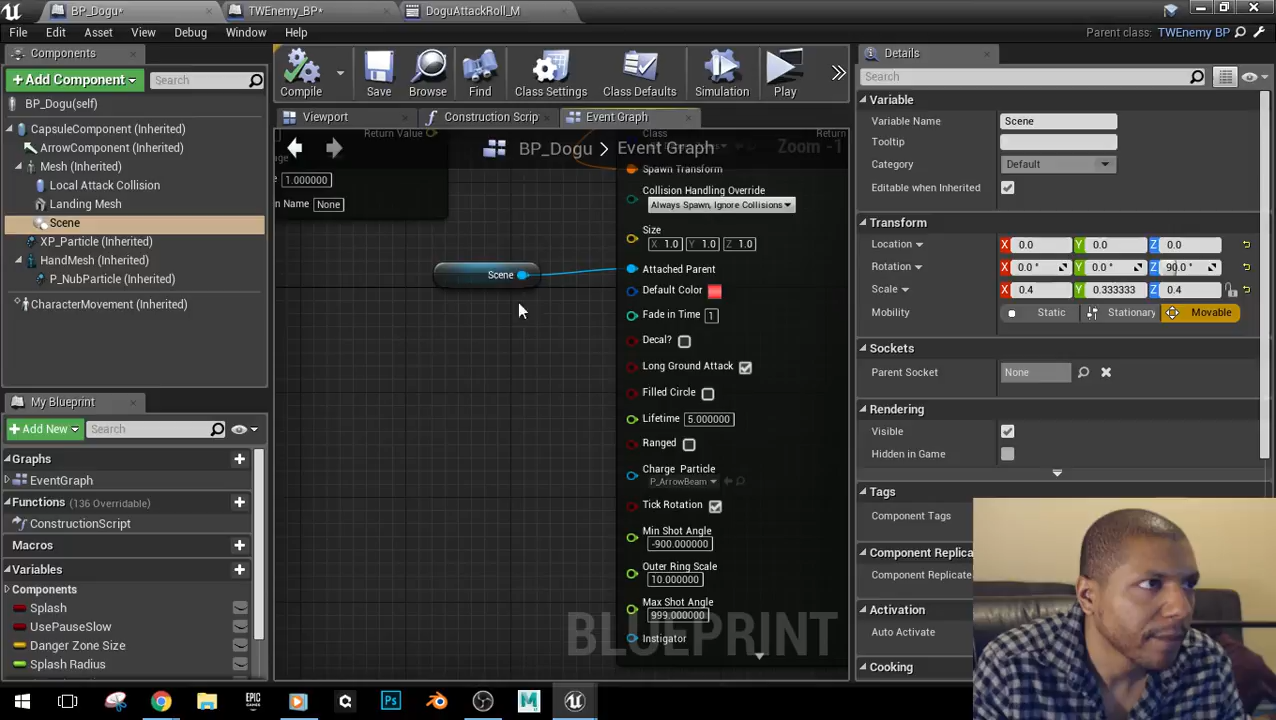 BP_Dogu*
TWEnemy_BP*
DoguAttackRoll_M
File Edit Asset View Debug Window Help
Parent class: TWEnemy BP
Components
Add Component
Search
BP_Dogu(self)
CapsuleComponent (Inherited)
ArrowComponent (Inherited)
Mesh (Inherited)
Local Attack Collision
Landing Mesh
Scene
XP_Particle (Inherited)
HandMesh (Inherited)
P_NubParticle (Inherited)
CharacterMovement (Inherited)
My Blueprint
Add New
Search
Graphs
EventGraph
Functions (136 Overridable)
ConstructionScript
Macros
Variables
Components
Splash
UsePauseSlow
Danger Zone Size
Splash Radius
Compile Save Browse Find Class Settings Class Defaults Simulation Play
Viewport
Construction Scrip
Event Graph
BP_Dogu > Event Graph
Zoom -1
Return Value
1.000000
n Name None
Scene
Class
Return
Spawn Transform
Collision Handling Override
Always Spawn, Ignore Collisions
Size
X 1.0 Y 1.0 Z 1.0
Attached Parent
Default Color
Fade in Time 1
Decal?
Long Ground Attack
Filled Circle
Lifetime 5.000000
Ranged
Charge Particle
P_ArrowBeam
Tick Rotation
Min Shot Angle
-900.000000
Outer Ring Scale
10.000000
Max Shot Angle
999.000000
Instigator
BLUEPRINT
Details
Search
Variable
Variable Name Scene
Tooltip
Category Default
Editable when Inherited
Transform
Location X 0.0 Y 0.0 Z 0.0
Rotation X 0.0 ° Y 0.0 ° Z 90.0 °
Scale X 0.4 Y 0.333333 Z 0.4
Mobility Static Stationary Movable
Sockets
Parent Socket None
Rendering
Visible
Hidden in Game
Tags
Component Tags
Component Replica
Component Replicate
Activation
Auto Activate
Cooking
EPIC GAMES
Ps
M